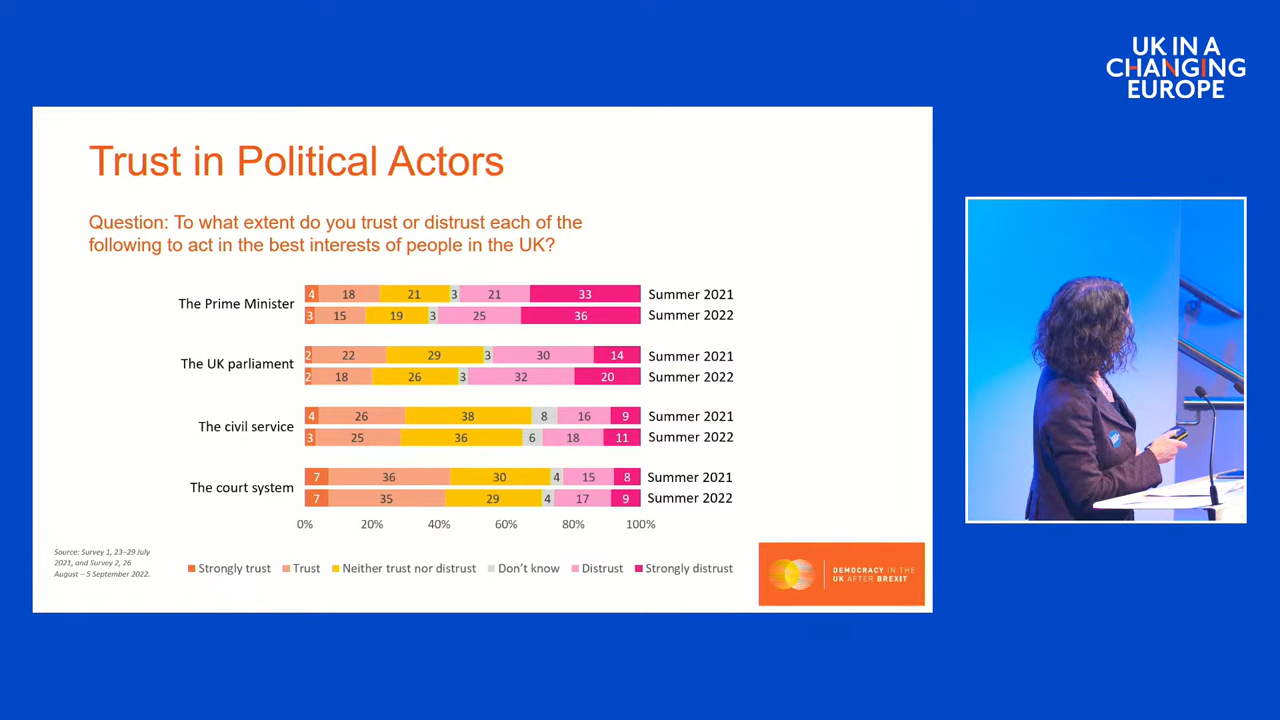 UK IN A
CHANGING
EUROPE
Trust in Political Actors
Question: To what extent do you trust or distrust each of the
following to act in the best interests of people in the UK?
The Prime Minister
4 18 21 3 21 33 Summer 2021
3 15 19 3 25 36 Summer 2022
The UK parliament
2 22 29 3 30 14 Summer 2021
2 18 26 3 32 20 Summer 2022
The civil service
4 26 38 8 16 9 Summer 2021
3 25 36 6 18 11 Summer 2022
The court system
7 36 30 4 15 8 Summer 2021
7 35 29 4 17 9 Summer 2022
0% 20% 40% 60% 80% 100%
Strongly trust Trust Neither trust nor distrust Don't know Distrust Strongly distrust
Source: Survey 1, 23–29 July
2021, and Survey 2, 26
August – 5 September 2022.
DEMOCRACY IN THE
UK AFTER BREXIT